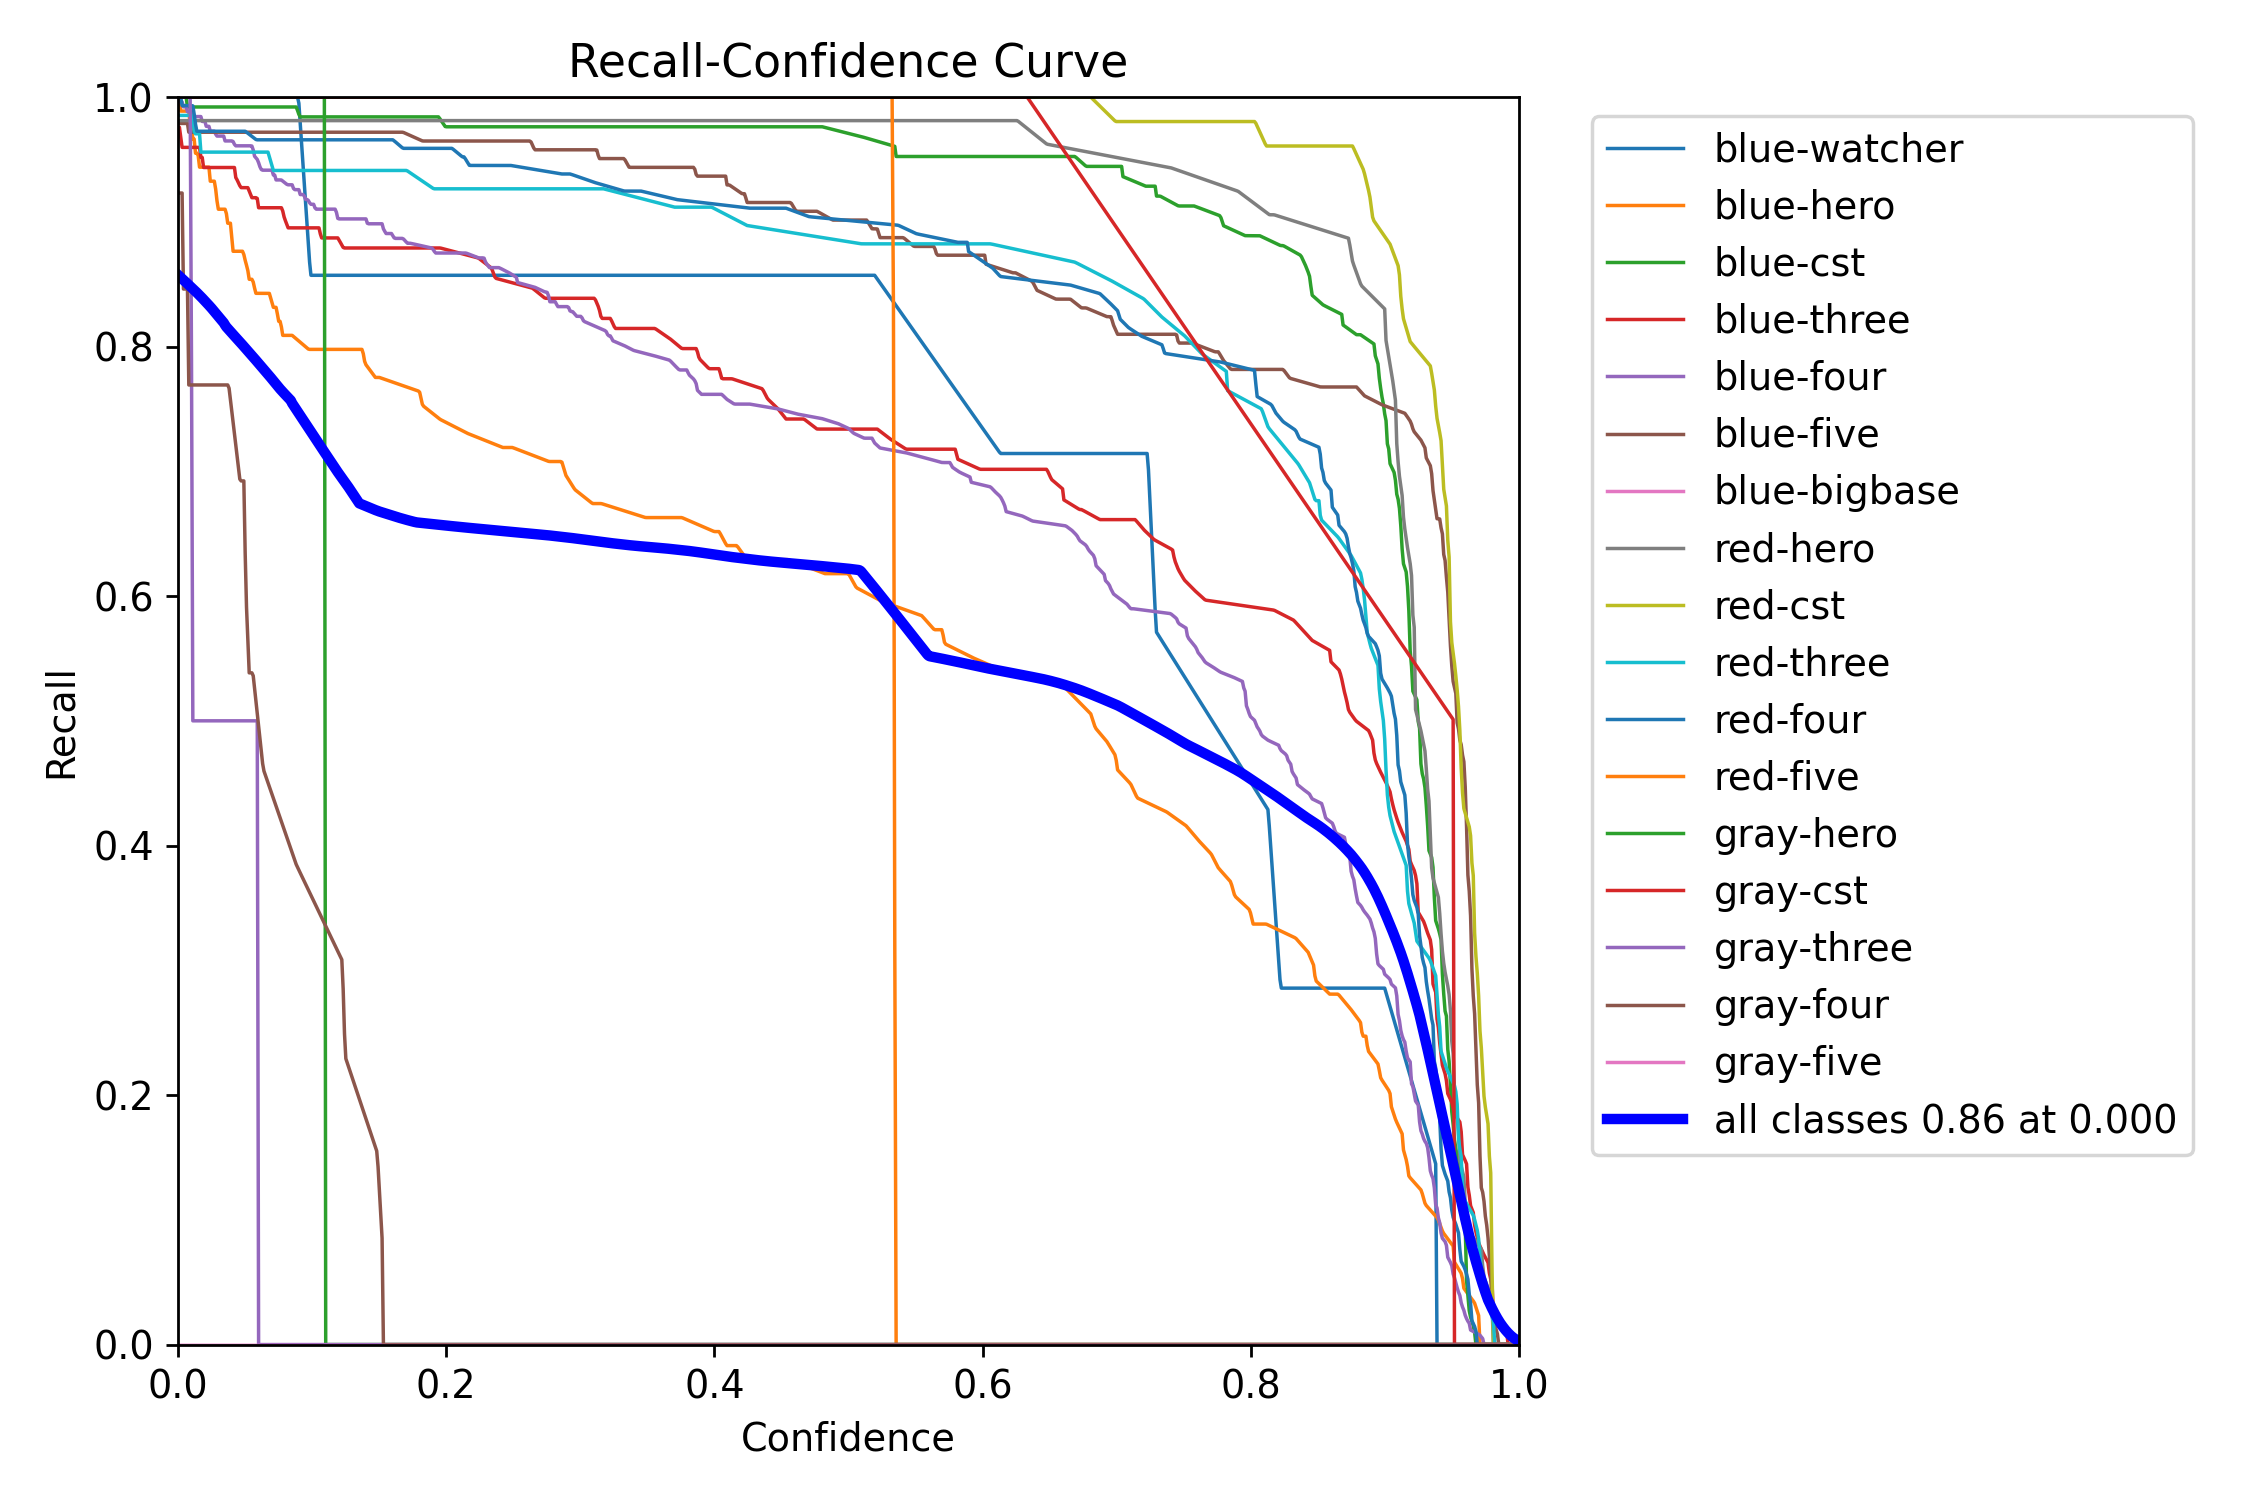 Recall-Confidence Curve
1.0
0.8
0.6
0.4
0.2
0.0
Recall
0.0 0.2 0.4 0.6 0.8 1.0
Confidence
blue-watcher
blue-hero
blue-cst
blue-three
blue-four
blue-five
blue-bigbase
red-hero
red-cst
red-three
red-four
red-five
gray-hero
gray-cst
gray-three
gray-four
gray-five
all classes 0.86 at 0.000